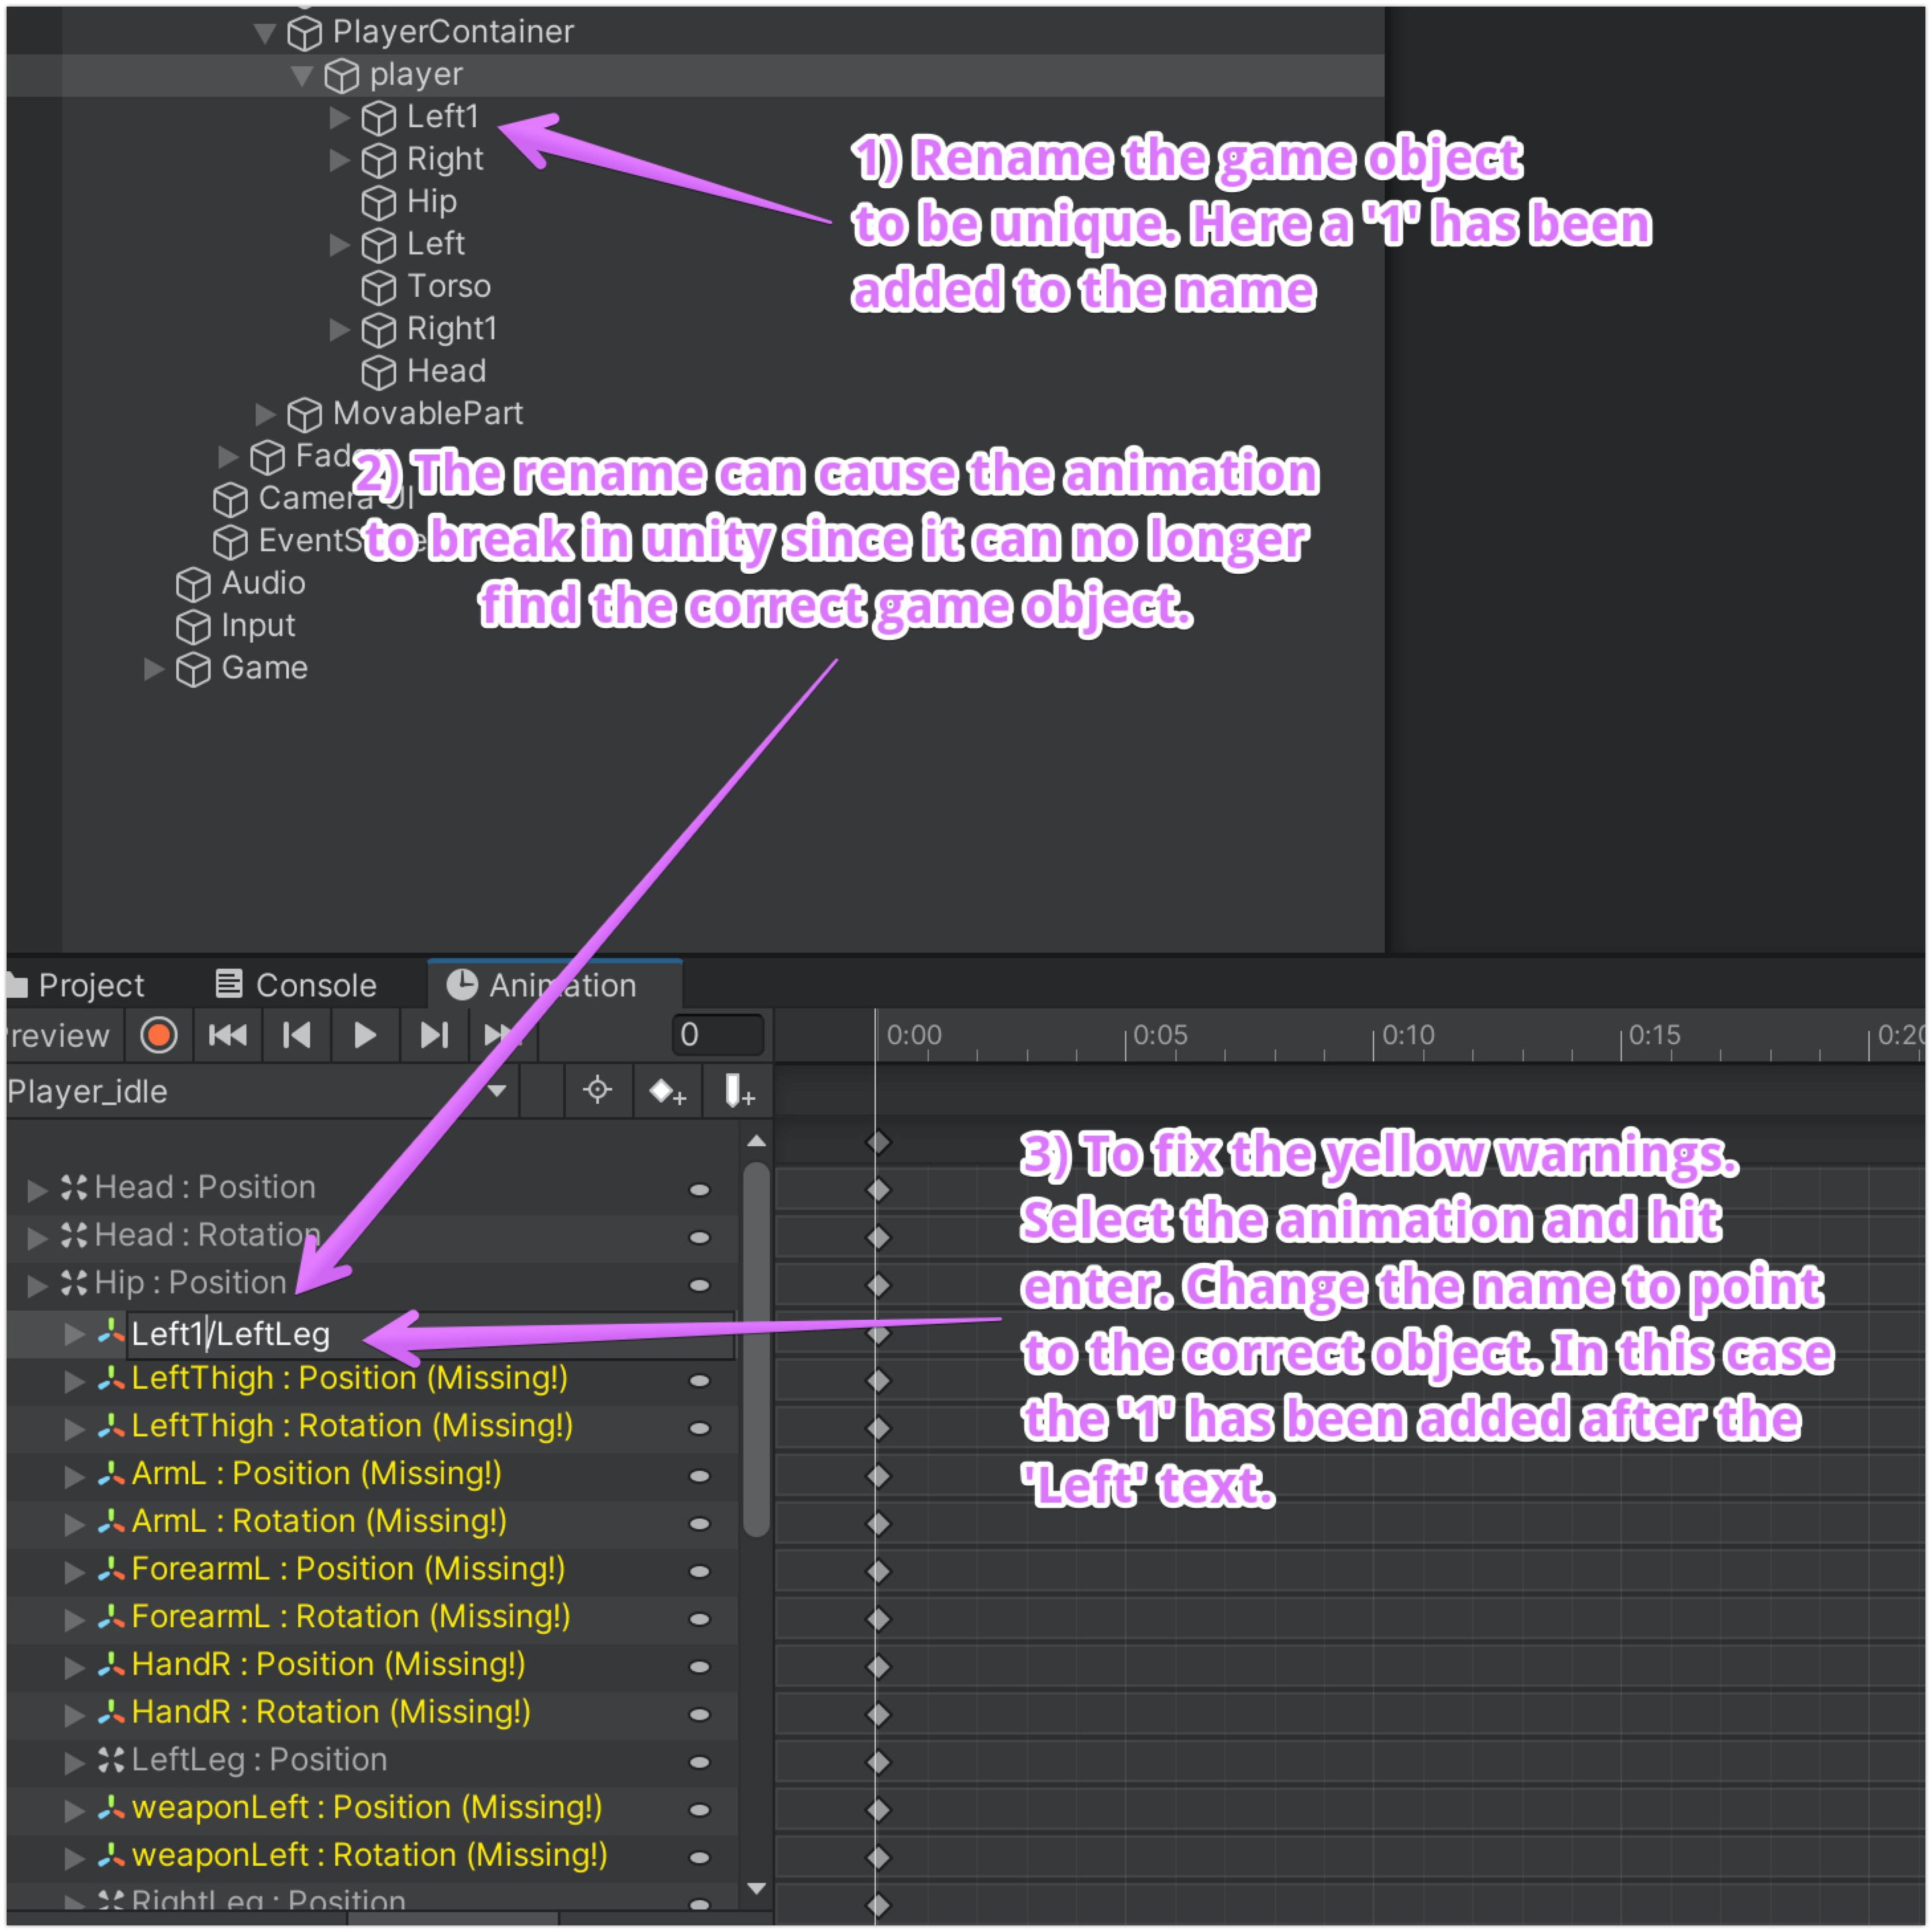 PlayerContainer
player
Left1
Right
Hip
Left
Torso
Right1
Head
MovablePart
Camera
Audio
Input
Game
1) Rename the game object
to be unique. Here a '1' has been
added to the name
2) The rename can cause the animation
to break in unity since it can no longer
find the correct game object.
Project
Console
Animation
review
0
0:00
0:05
0:10
0:15
0:20
Player_idle
Head : Position
Head : Rotation
Hip : Position
Left1/LeftLeg
LeftThigh : Position (Missing!)
LeftThigh : Rotation (Missing!)
ArmL : Position (Missing!)
ArmL : Rotation (Missing!)
ForearmL : Position (Missing!)
ForearmL : Rotation (Missing!)
HandR : Position (Missing!)
HandR : Rotation (Missing!)
LeftLeg : Position
weaponLeft : Position (Missing!)
weaponLeft : Rotation (Missing!)
RightLeg : Position
3) To fix the yellow warnings.
Select the animation and hit
enter. Change the name to point
to the correct object. In this case
the '1' has been added after the
'Left' text.